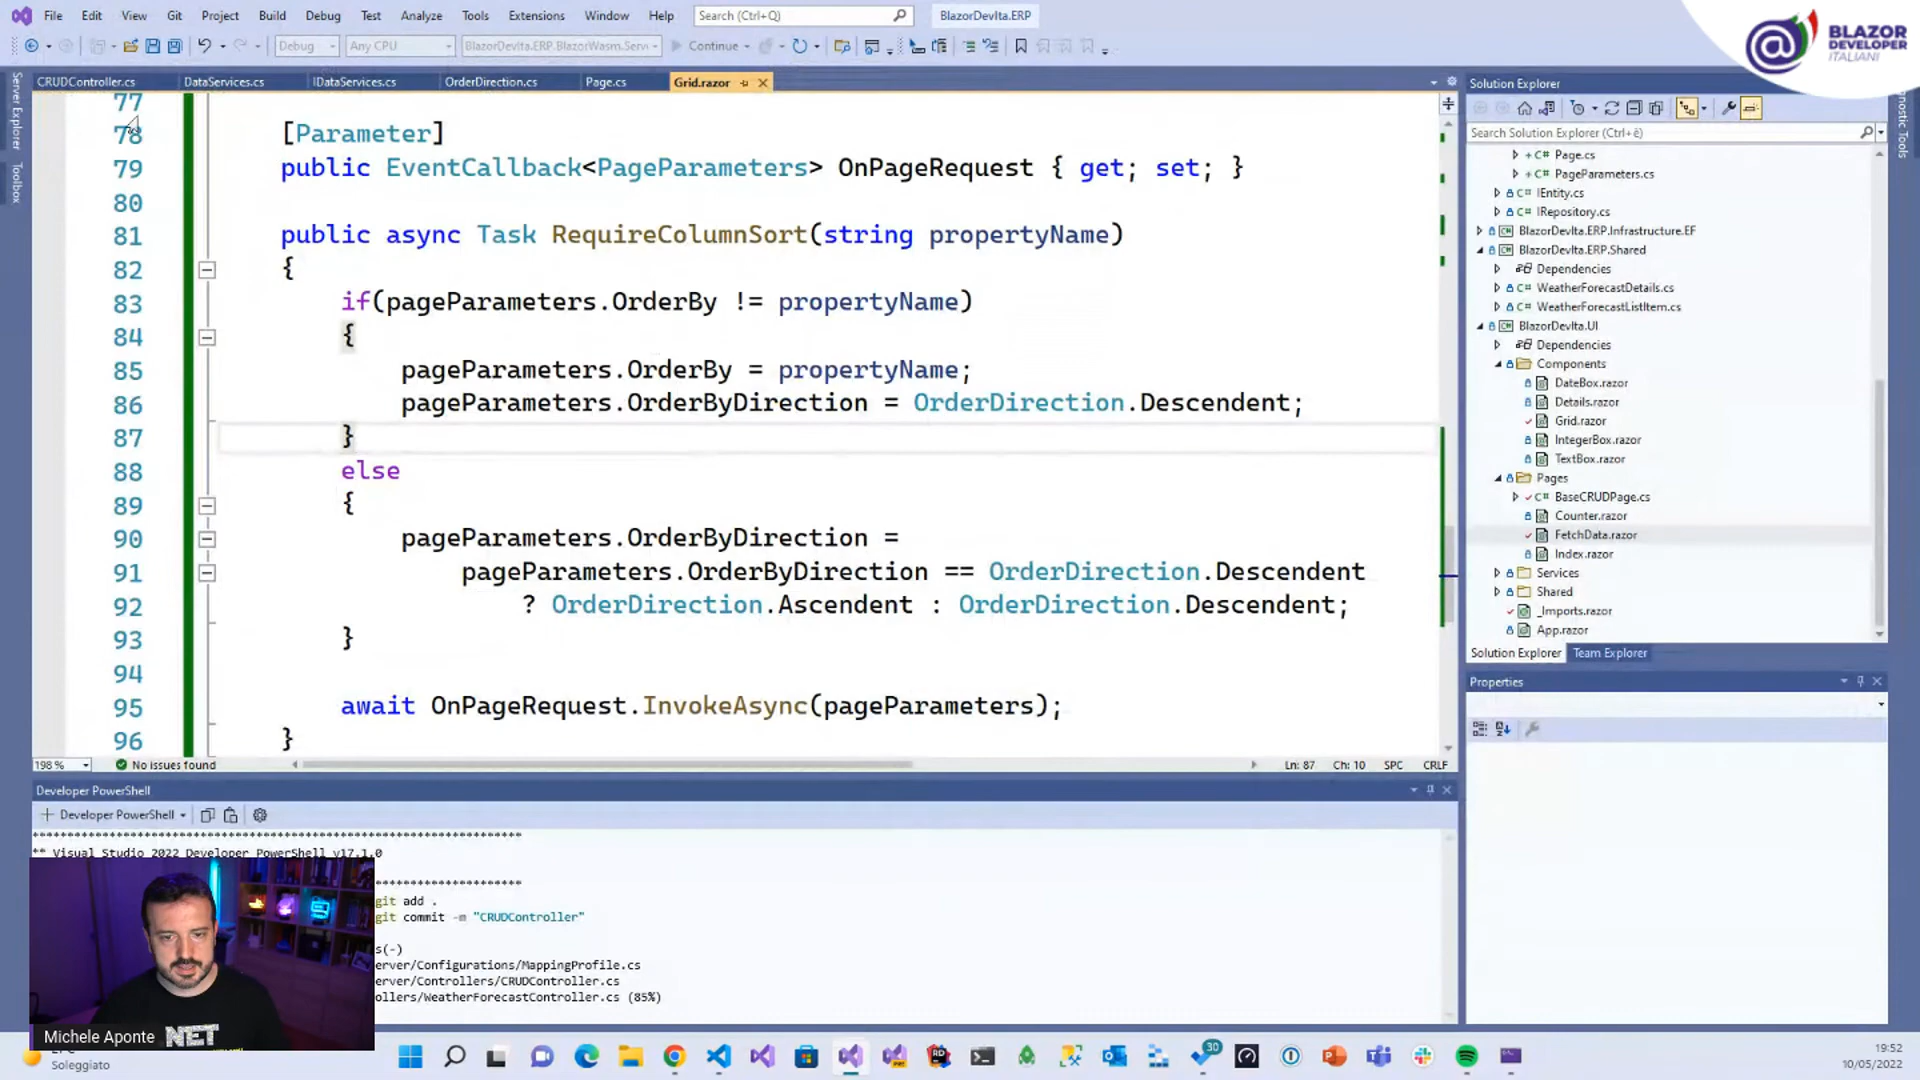 File Edit View Git Project Build Debug Test Analyze Tools Extensions Window Help Search (Ctrl+Q) BlazorDevIta.ERP
BLAZOR
DEVELOPER
ITALIANI
Debug Any CPU BlazorDevIta.ERP.BlazorWasm.Serv Continue
CRUDController.cs DataServices.cs IDataServices.cs OrderDirection.cs Page.cs Grid.razor
Server Explorer
Toolbox
77
78 [Parameter]
79 public EventCallback<PageParameters> OnPageRequest { get; set; }
80
81 public async Task RequireColumnSort(string propertyName)
82 {
83 if(pageParameters.OrderBy != propertyName)
84 {
85 pageParameters.OrderBy = propertyName;
86 pageParameters.OrderByDirection = OrderDirection.Descendent;
87 }
88 else
89 {
90 pageParameters.OrderByDirection =
91 pageParameters.OrderByDirection == OrderDirection.Descendent
92 ? OrderDirection.Ascendent : OrderDirection.Descendent;
93 }
94
95 await OnPageRequest.InvokeAsync(pageParameters);
96 }
198 % No issues found Ln: 87 Ch: 10 SPC CRLF
Solution Explorer
Search Solution Explorer (Ctrl+è)
Page.cs
PageParameters.cs
IEntity.cs
IRepository.cs
BlazorDevIta.ERP.Infrastructure.EF
BlazorDevIta.ERP.Shared
Dependencies
WeatherForecastDetails.cs
WeatherForecastListItem.cs
BlazorDevIta.UI
Dependencies
Components
DateBox.razor
Details.razor
Grid.razor
IntegerBox.razor
TextBox.razor
Pages
BaseCRUDPage.cs
Counter.razor
FetchData.razor
Index.razor
Services
Shared
_Imports.razor
App.razor
Solution Explorer Team Explorer
Properties
Developer PowerShell
Developer PowerShell
**********************************************************************
** Visual Studio 2022 Developer PowerShell v17.1.0
git add .
git commit -m "CRUDController"
s(-)
erver/Configurations/MappingProfile.cs
erver/Controllers/CRUDController.cs
ollers/WeatherForecastController.cs (85%)
Michele Aponte
NET
Soleggiato
30
19:52
10/05/2022